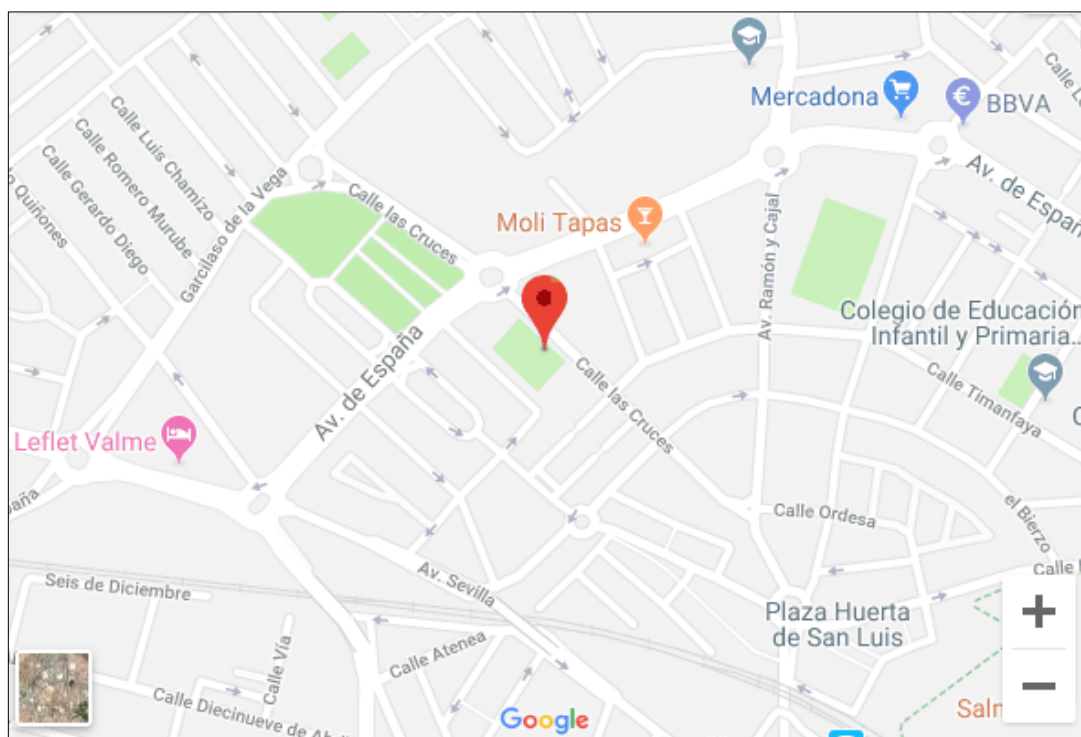 Mercadona
BBVA
Calle Luis Chamizo
Calle Romero Murube
Calle Gerardo Diego
Quiñones
Garcilaso de la Vega
Calle las Cruces
Moli Tapas
Av. de
Av. Ramón y Cajal
Colegio de Educación
Infantil y Primaria...
Av. de España
Calle las Cruces
Calle Timanfaya
Leflet Valme
Calle Ordesa
el Bierzo
Av. Sevilla
Seis de Diciembre
Calle
Plaza Huerta
de San Luis
Calle Vía
Calle Atenea
Calle Diecinueve de
Google
+
−